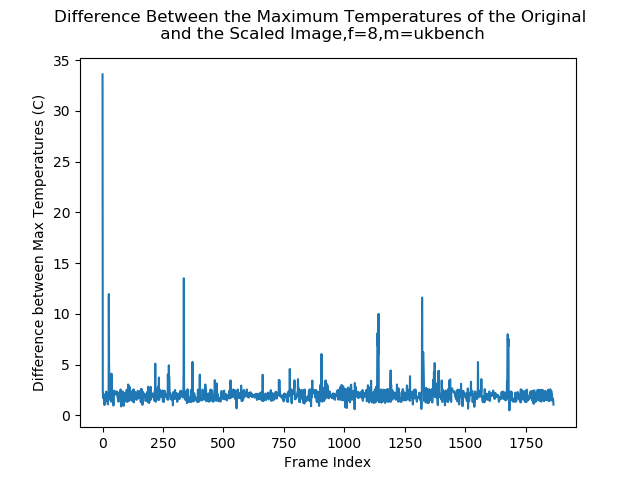 Difference Between the Maximum Temperatures of the Original
and the Scaled Image,f=8,m=ukbench
Difference between Max Temperatures (C)
35
30
25
20
15
10
5
0
0 250 500 750 1000 1250 1500 1750
Frame Index